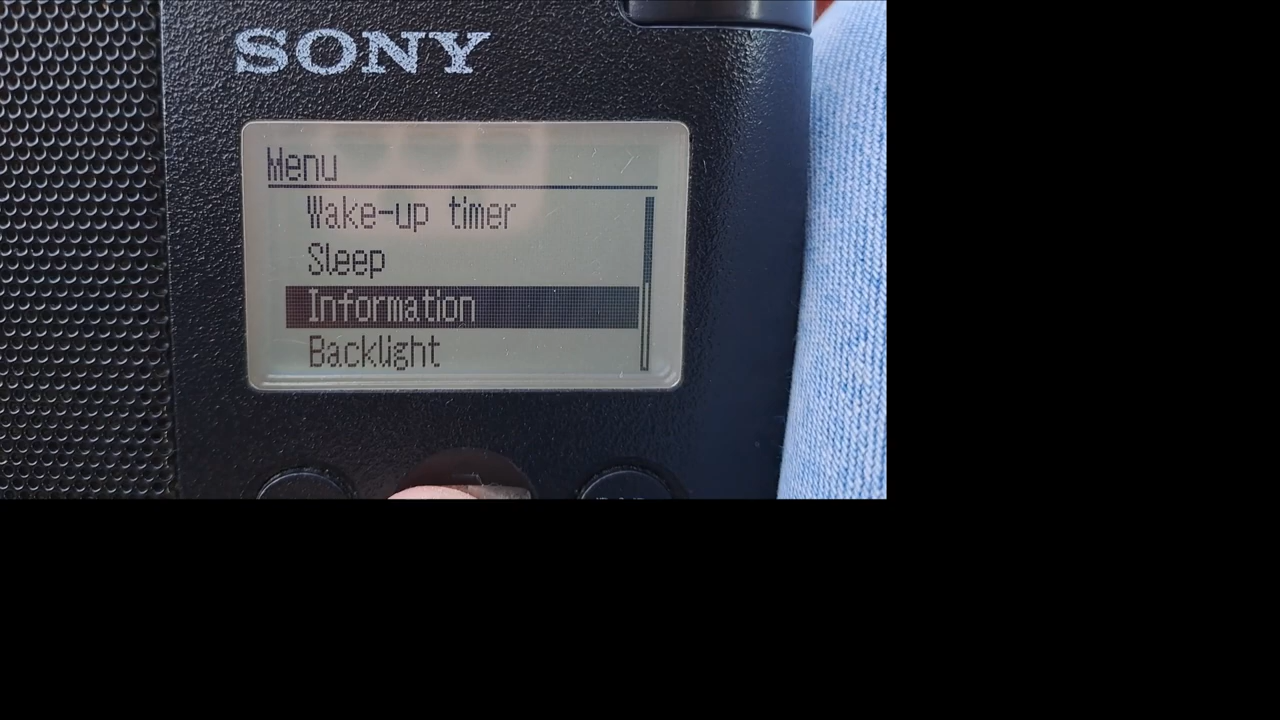 SONY
Menu
Wake-up timer
Sleep
Information
Backlight